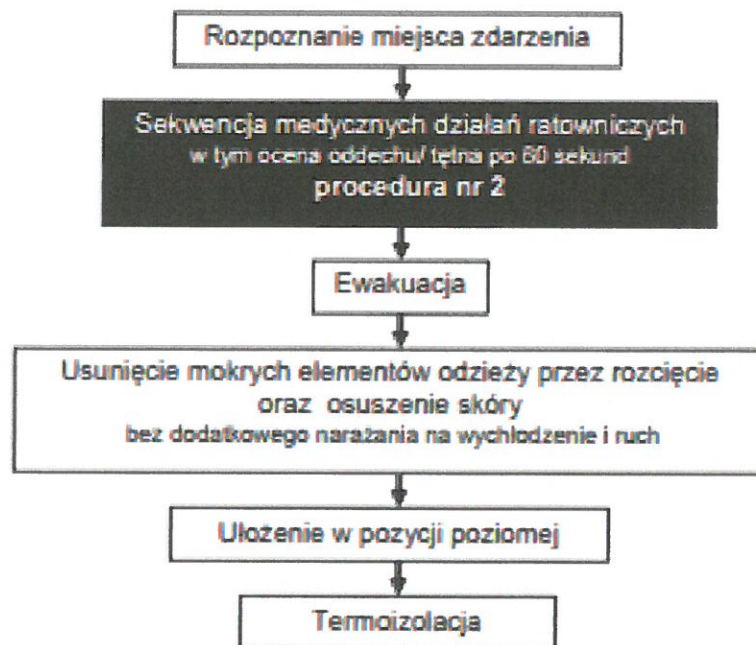 Rozpoznanie miejsca zdarzenia
Sekwencja medycznych działań ratowniczych
w tym ocena oddechu/ tętna po 60 sekund
procedura nr 2
Ewakuacja
Usunięcie mokrych elementów odzieży przez rozcięcie
oraz osuszenie skóry
bez dodatkowego narażania na wychłodzenie i ruch
Ułożenie w pozycji poziomej
Termoizolacja